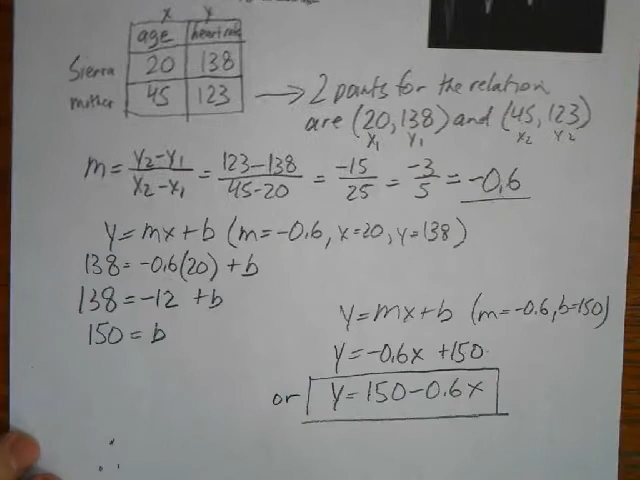 x y
age heart rate
Sierra 20 138
mother 45 123 → 2 points for the relation
are (20,138) and (45,123)
x₁ y₁ x₂ y₂
m = y₂-y₁/x₂-x₁ = 123-138/45-20 = -15/25 = -3/5 = -0.6
y=mx+b (m=-0.6, x=20, y=138)
138=-0.6(20)+b
138=-12 +b
150=b
y=mx+b (m=-0.6, b=150)
y=-0.6x +150
or y=150-0.6x
∴